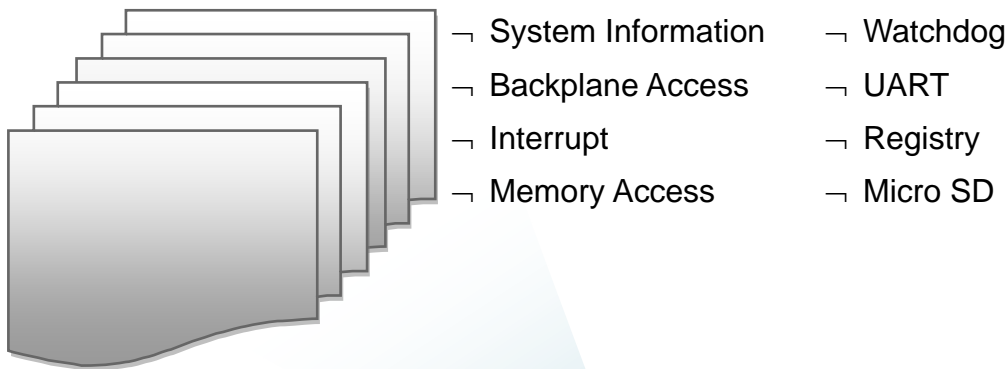 ¬ System Information
¬ Backplane Access
¬ Interrupt
¬ Memory Access
¬ Watchdog
¬ UART
¬ Registry
¬ Micro SD